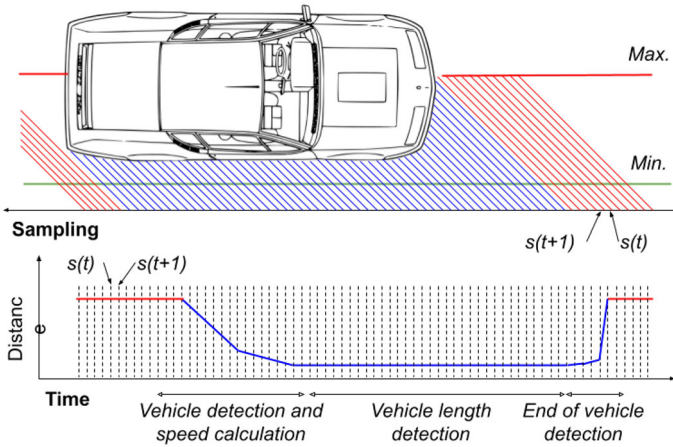 Max.
Min.
Sampling
s(t+1)
s(t)
s(t)
s(t+1)
Distanc
e
Time
Vehicle detection and
speed calculation
Vehicle length
detection
End of vehicle
detection